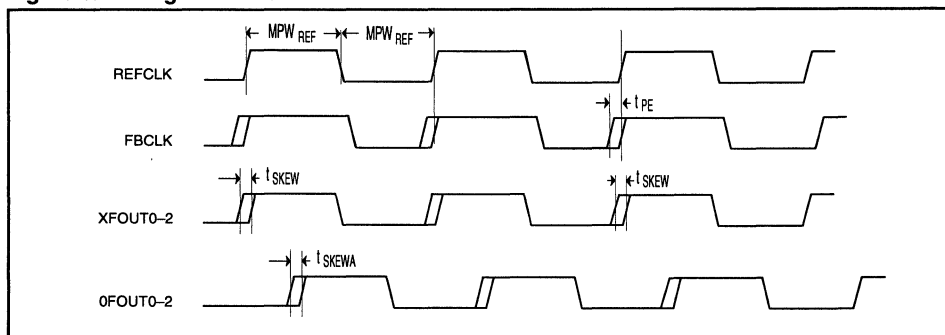 MPW REF MPW REF
REFCLK
t PE
FBCLK
t SKEW t SKEW
XFOUT0–2
t SKEWA
0FOUT0–2